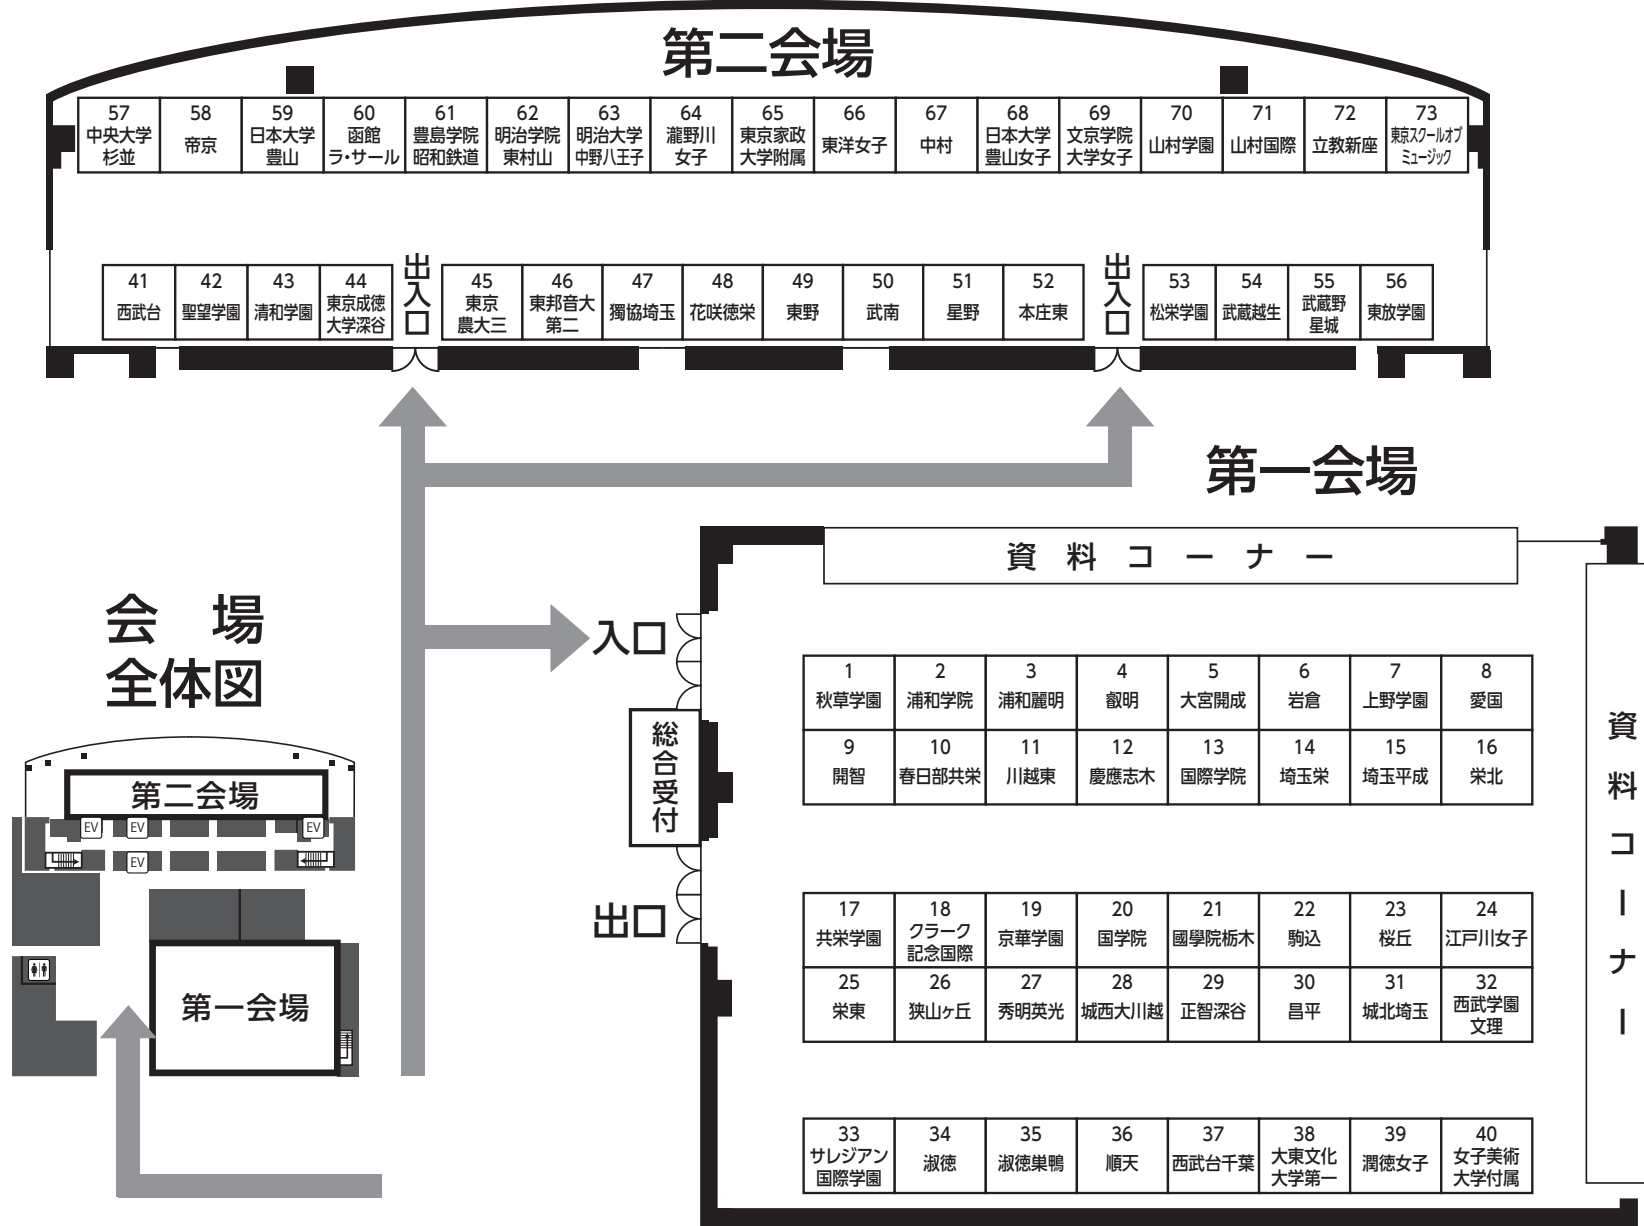 第二会場
57
中央大学
杉並
58
帝京
59
日本大学
豊山
60
函館
ラ・サール
61
豊島学院
昭和鉄道
62
明治学院
東村山
63
明治大学
中野八王子
64
瀧野川
女子
65
東京家政
大学附属
66
東洋女子
67
中村
68
日本大学
豊山女子
69
文京学院
大学女子
70
山村学園
71
山村国際
72
立教新座
73
東京スクールオブ
ミュージック
41
西武台
42
聖望学園
43
清和学園
44
東京成徳
大学深谷
出入口
45
東京
農大三
46
東邦音大
第二
47
獨協埼玉
48
花咲徳栄
49
東野
50
武南
51
星野
52
本庄東
出入口
53
松栄学園
54
武蔵越生
55
武蔵野
星城
56
東放学園
第一会場
資料コーナー
入口
総合受付
出口
1
秋草学園
2
浦和学院
3
浦和麗明
4
叡明
5
大宮開成
6
岩倉
7
上野学園
8
愛国
9
開智
10
春日部共栄
11
川越東
12
慶應志木
13
国際学院
14
埼玉栄
15
埼玉平成
16
栄北
17
共栄学園
18
クラーク
記念国際
19
京華学園
20
国学院
21
國學院栃木
22
駒込
23
桜丘
24
江戸川女子
25
栄東
26
狭山ヶ丘
27
秀明英光
28
城西大川越
29
正智深谷
30
昌平
31
城北埼玉
32
西武学園
文理
33
サレジアン
国際学園
34
淑徳
35
淑徳巣鴨
36
順天
37
西武台千葉
38
大東文化
大学第一
39
潤徳女子
40
女子美術
大学付属
資料コーナー
会場
全体図
第二会場
EV
EV
EV
EV
第一会場